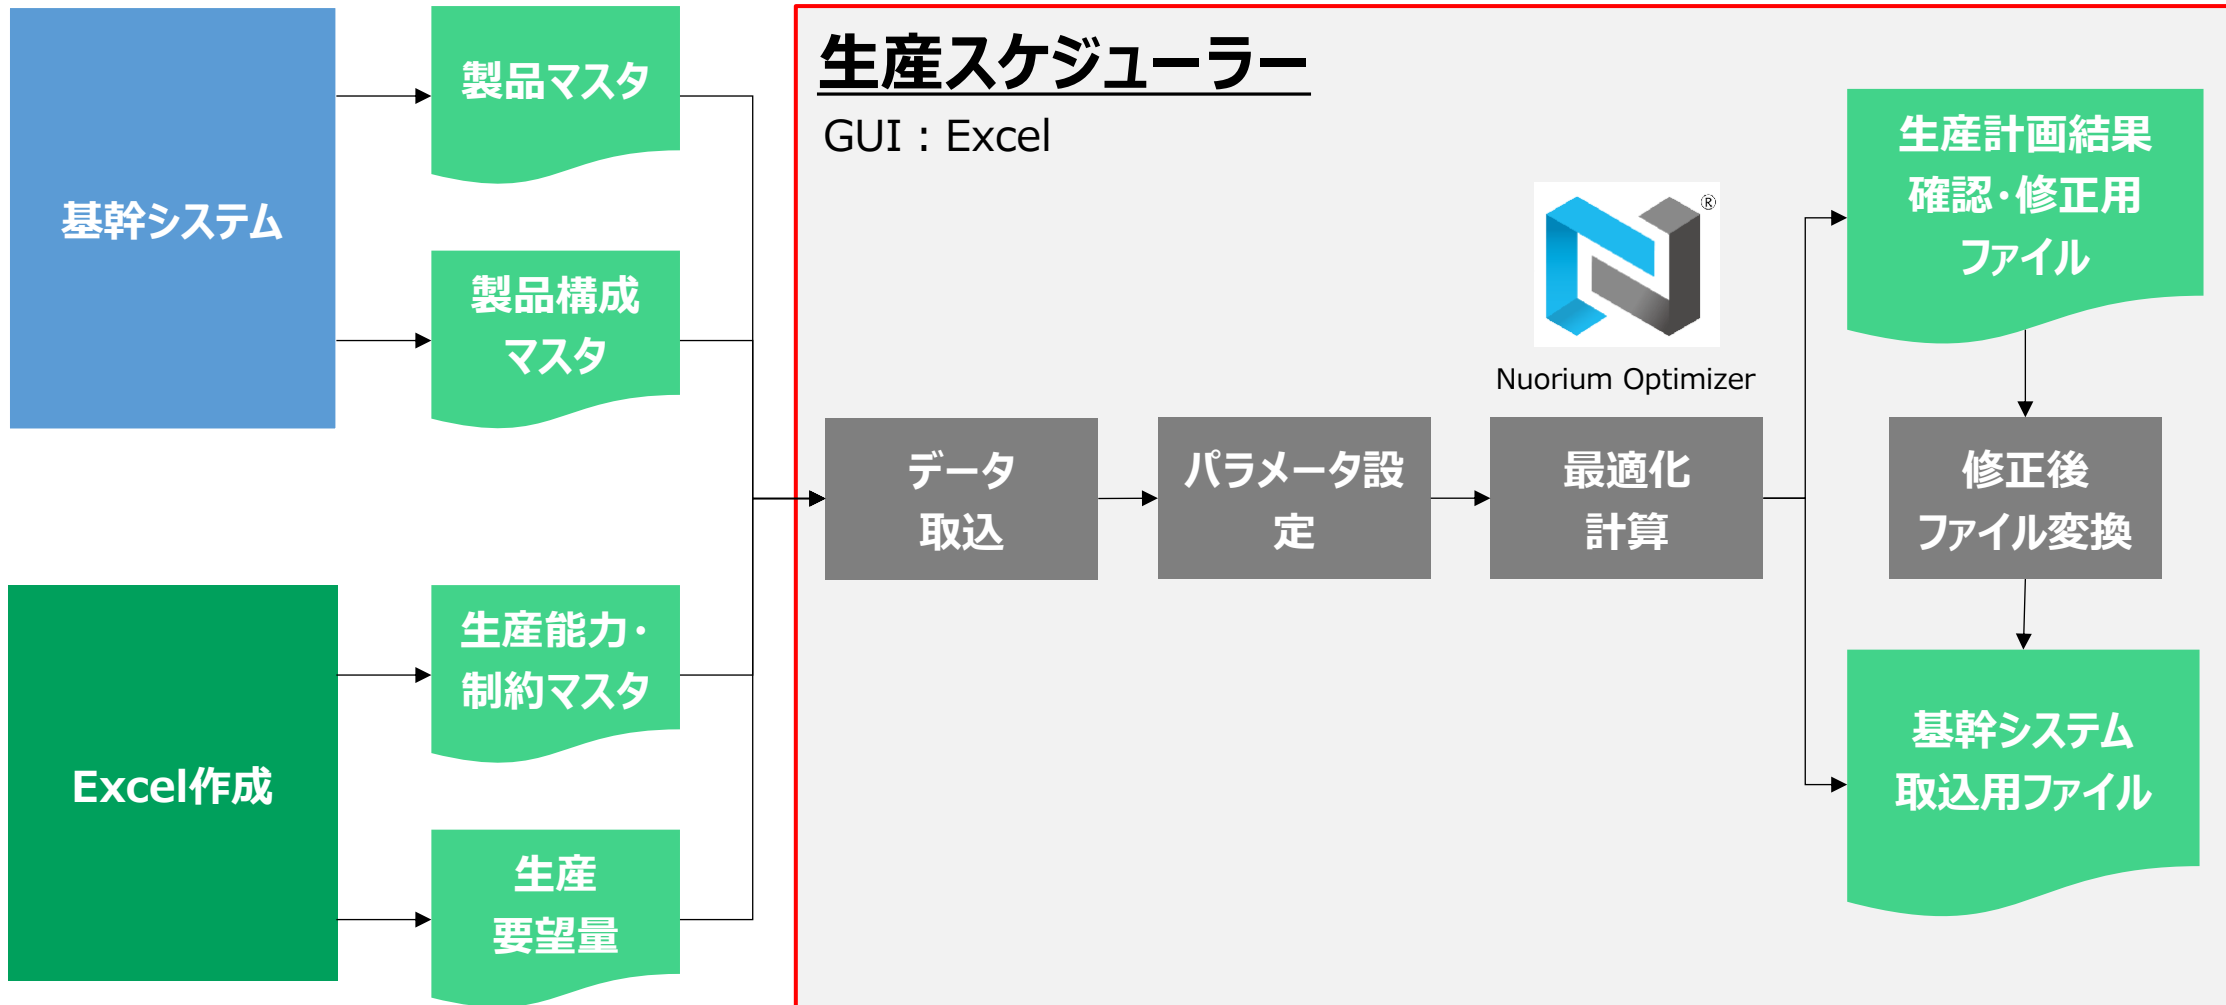 基幹システム
製品マスタ
製品構成
マスタ
Excel作成
生産能力・
制約マスタ
生産
要望量
生産スケジューラー
GUI：Excel
データ
取込
パラメータ設
定
®
Nuorium Optimizer
最適化
計算
生産計画結果
確認・修正用
ファイル
修正後
ファイル変換
基幹システム
取込用ファイル